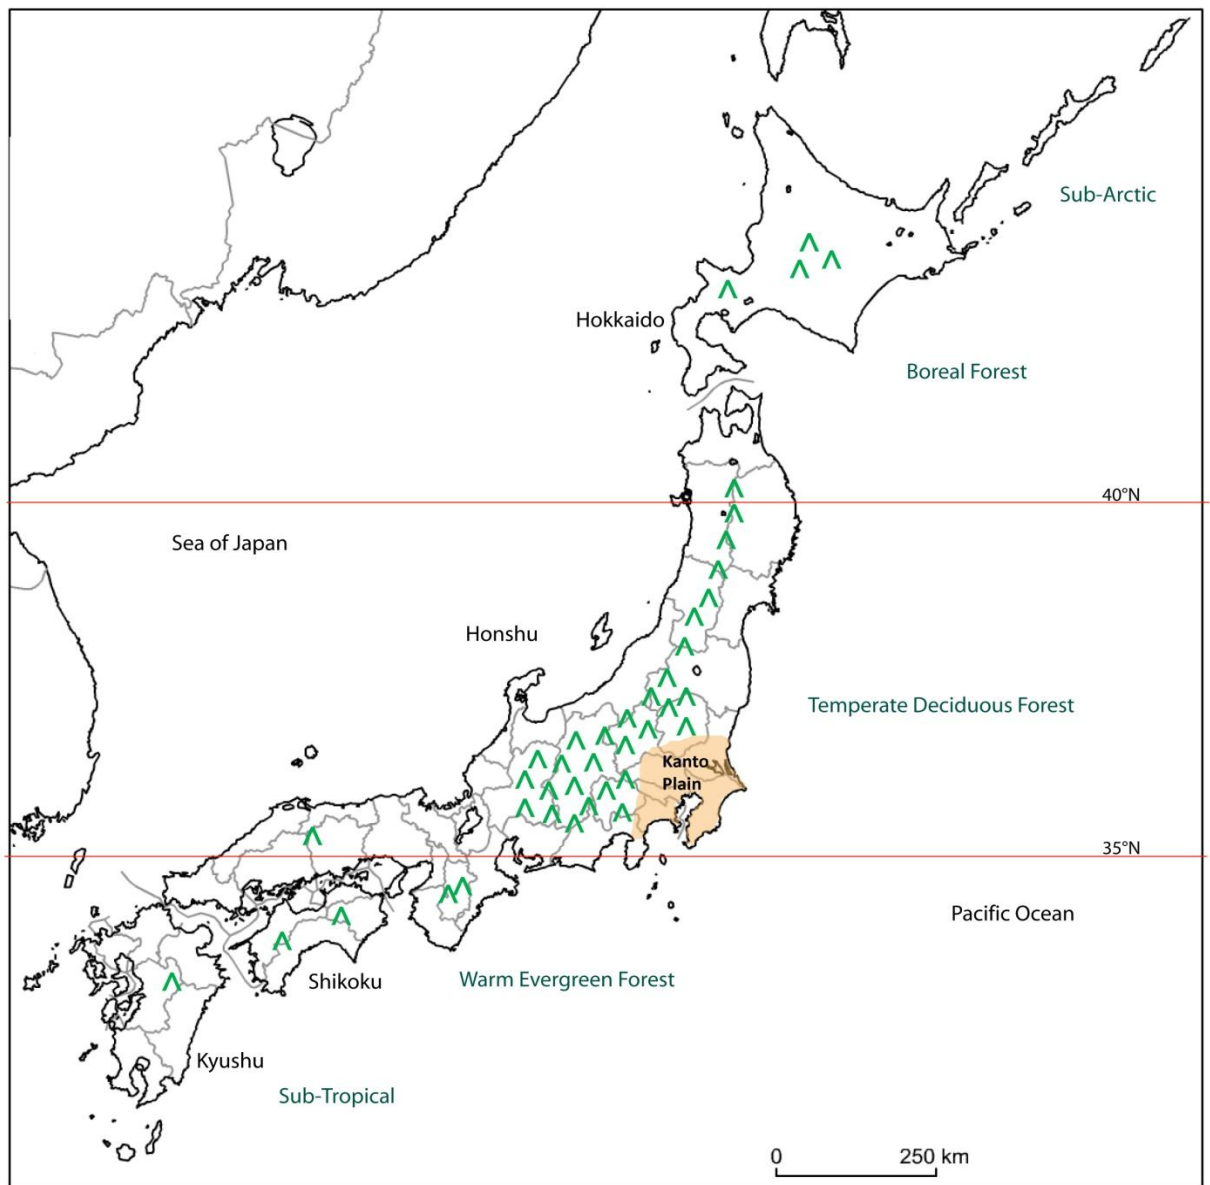 Sub-Arctic
Hokkaido
Boreal Forest
40°N
Sea of Japan
Honshu
Temperate Deciduous Forest
Kanto
Plain
35°N
Pacific Ocean
Shikoku
Warm Evergreen Forest
Kyushu
Sub-Tropical
0 250 km